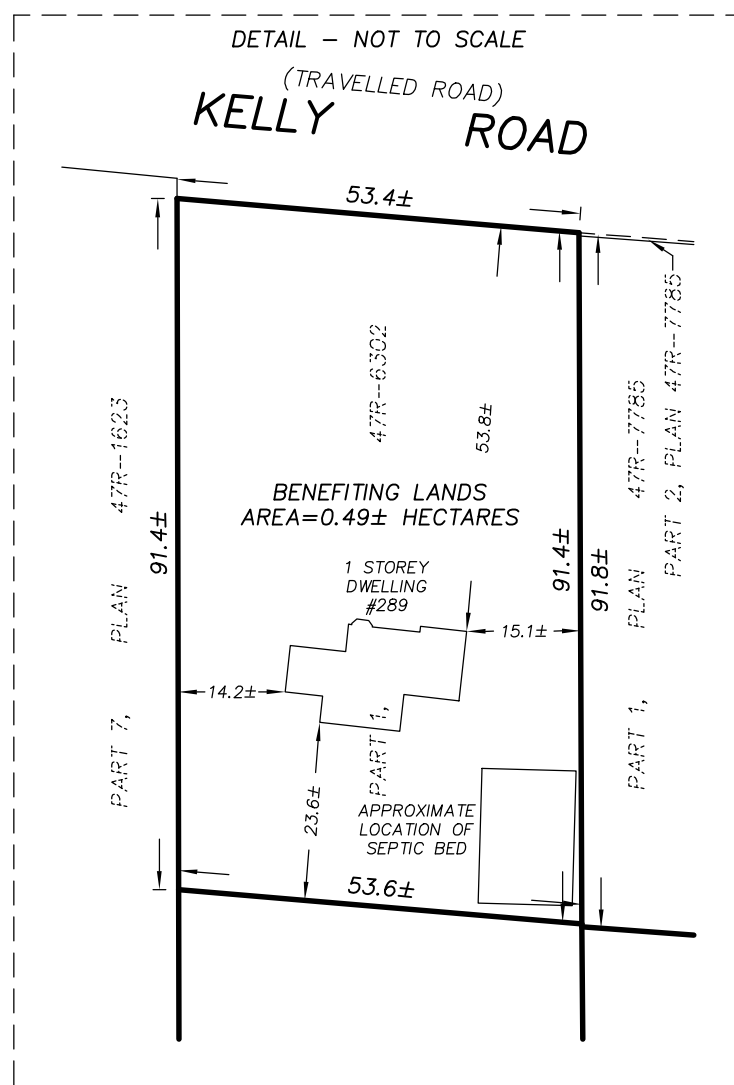 DETAIL – NOT TO SCALE
(TRAVELLED ROAD)
KELLY ROAD
53.4±
PART 7, PLAN 47R-1623
91.4±
47R-6302
53.8±
BENEFITING LANDS
AREA=0.49± HECTARES
91.4±
91.8±
PART 1, PLAN 47R-7785
PART 2, PLAN 47R-7785
1 STOREY
DWELLING
#289
15.1±
14.2±
PART 1,
23.6±
APPROXIMATE
LOCATION OF
SEPTIC BED
53.6±